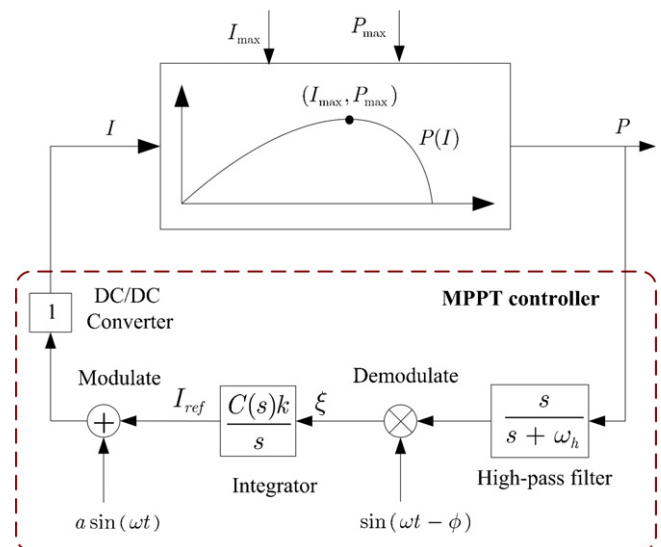 I_max P_max
(I_max, P_max)
I
P(I)
P
MPPT controller
1
DC/DC
Converter
Modulate
Demodulate
+
I_ref
C(s)k
s
ξ
×
s
s + ω_h
Integrator
High-pass filter
a sin (ωt)
sin (ωt − ϕ)